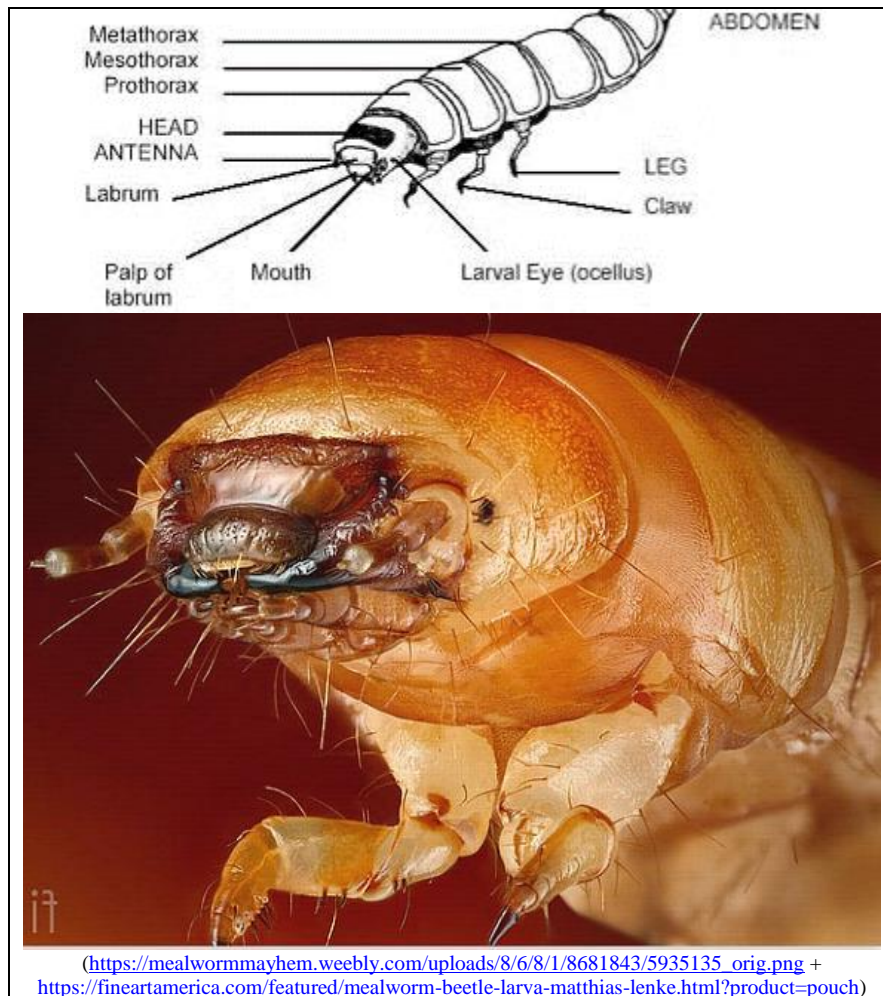 Metathorax
ABDOMEN
Mesothorax
Prothorax
HEAD
ANTENNA
LEG
Labrum
Claw
Palp of
labrum
Mouth
Larval Eye (ocellus)
(https://mealwormmayhem.weebly.com/uploads/8/6/8/1/8681843/5935135_orig.png +
https://fineartamerica.com/featured/mealworm-beetle-larva-matthias-lenke.html?product=pouch)